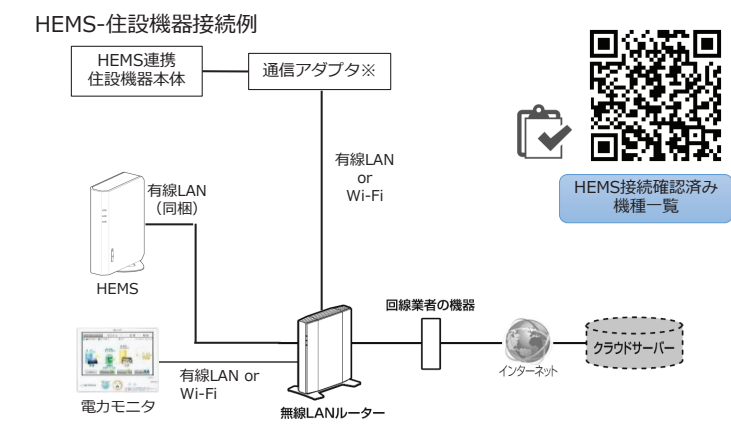 HEMS-住設機器接続例
HEMS連携
住設機器本体
通信アダプタ※
有線LAN
or
Wi-Fi
HEMS接続確認済み
機種一覧
有線LAN
（同梱）
HEMS
回線業者の機器
インターネット
クラウドサーバー
有線LAN or
Wi-Fi
電力モニタ
無線LANルーター